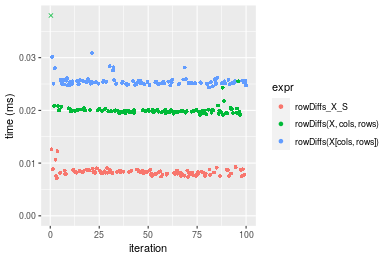 0.03
0.02
0.01
0.00
0
25
50
75
100
time (ms)
iteration
expr
rowDiffs_X_S
rowDiffs(X, cols, rows)
rowDiffs(X[cols, rows])